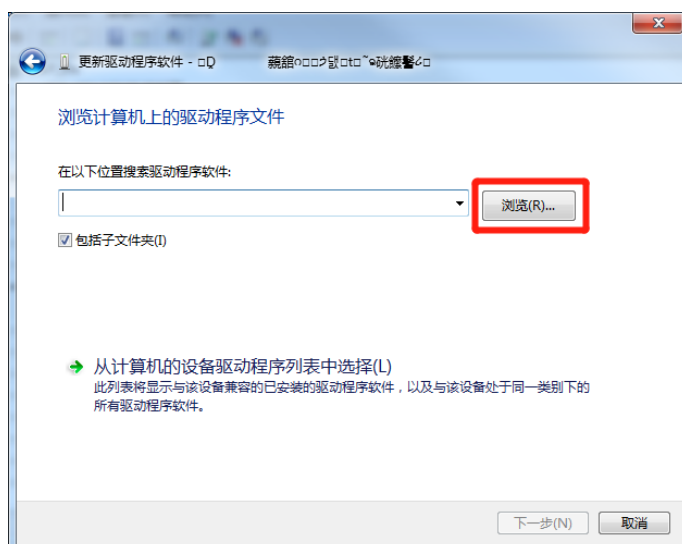 更新驱动程序软件 -
浏览计算机上的驱动程序文件
在以下位置搜索驱动程序软件:
浏览(R)...
包括子文件夹(I)
从计算机的设备驱动程序列表中选择(L)
此列表将显示与该设备兼容的已安装的驱动程序软件，以及与该设备处于同一类别下的
所有驱动程序软件。
下一步(N)
取消